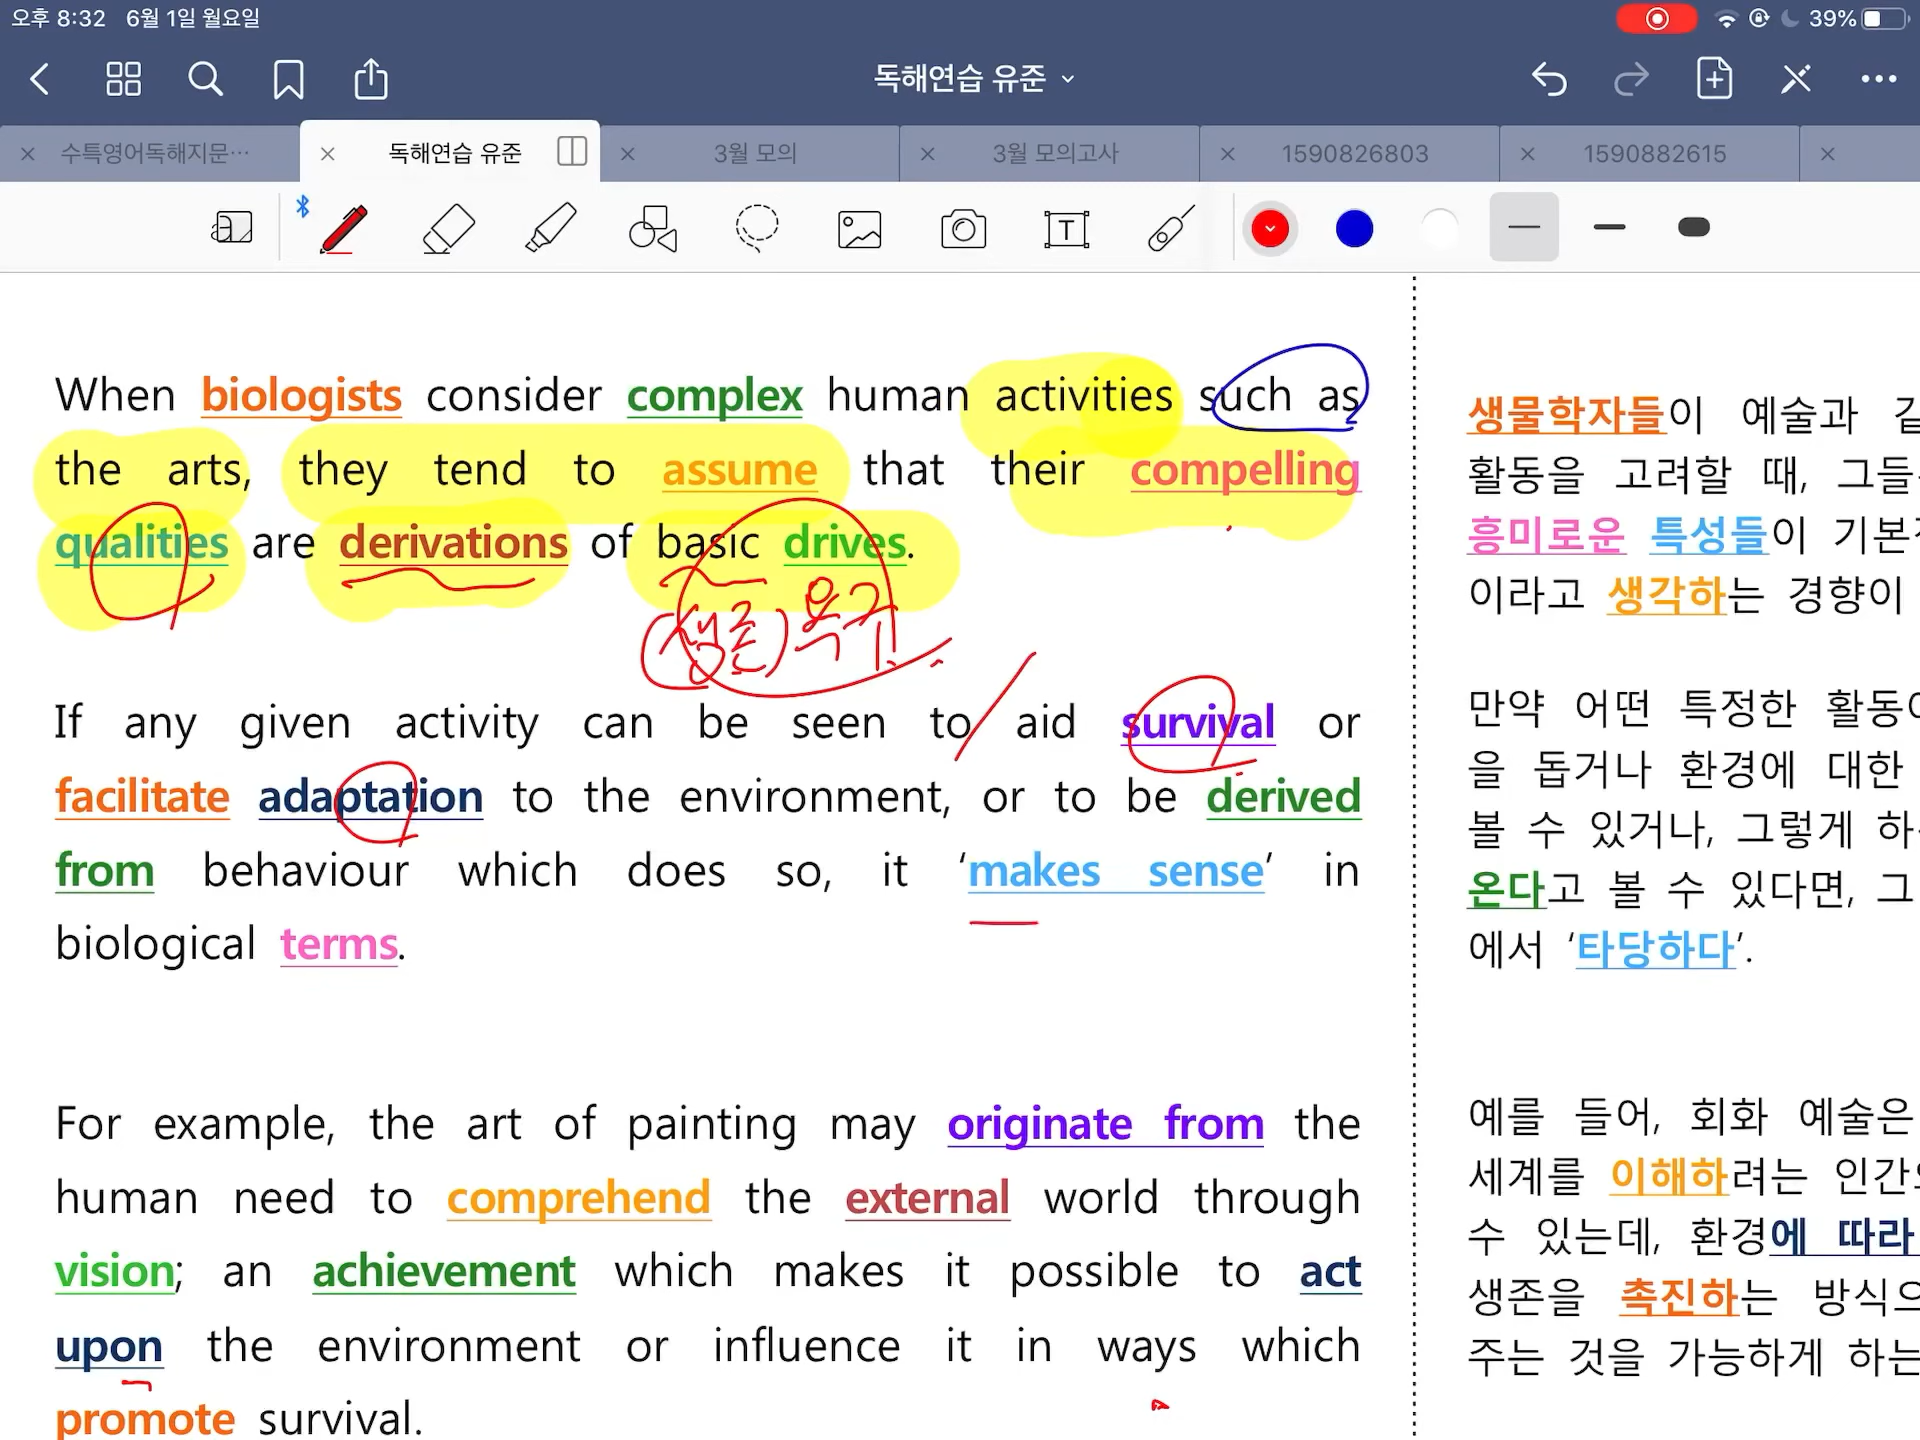 오후 8:32 6월 1일 월요일
39%
독해연습 유준
수특영어독해지문…
독해연습 유준
3월 모의
3월 모의고사
1590826803
1590882615
When biologists consider complex human activities such as
the arts, they tend to assume that their compelling
qualities are derivations of basic drives.
(생존) 욕구
If any given activity can be seen to aid survival or
facilitate adaptation to the environment, or to be derived
from behaviour which does so, it ‘makes sense’ in
biological terms.
For example, the art of painting may originate from the
human need to comprehend the external world through
vision; an achievement which makes it possible to act
upon the environment or influence it in ways which
promote survival.
생물학자들이 예술과
활동을 고려할 때, 그들
흥미로운 특성들이 기본
이라고 생각하는 경향이
만약 어떤 특정한 활동
을 돕거나 환경에 대한
볼 수 있거나, 그렇게 하
온다고 볼 수 있다면, 그
에서 ‘타당하다’.
예를 들어, 회화 예술은
세계를 이해하려는 인간
수 있는데, 환경에 따라
생존을 촉진하는 방식으
주는 것을 가능하게 하는